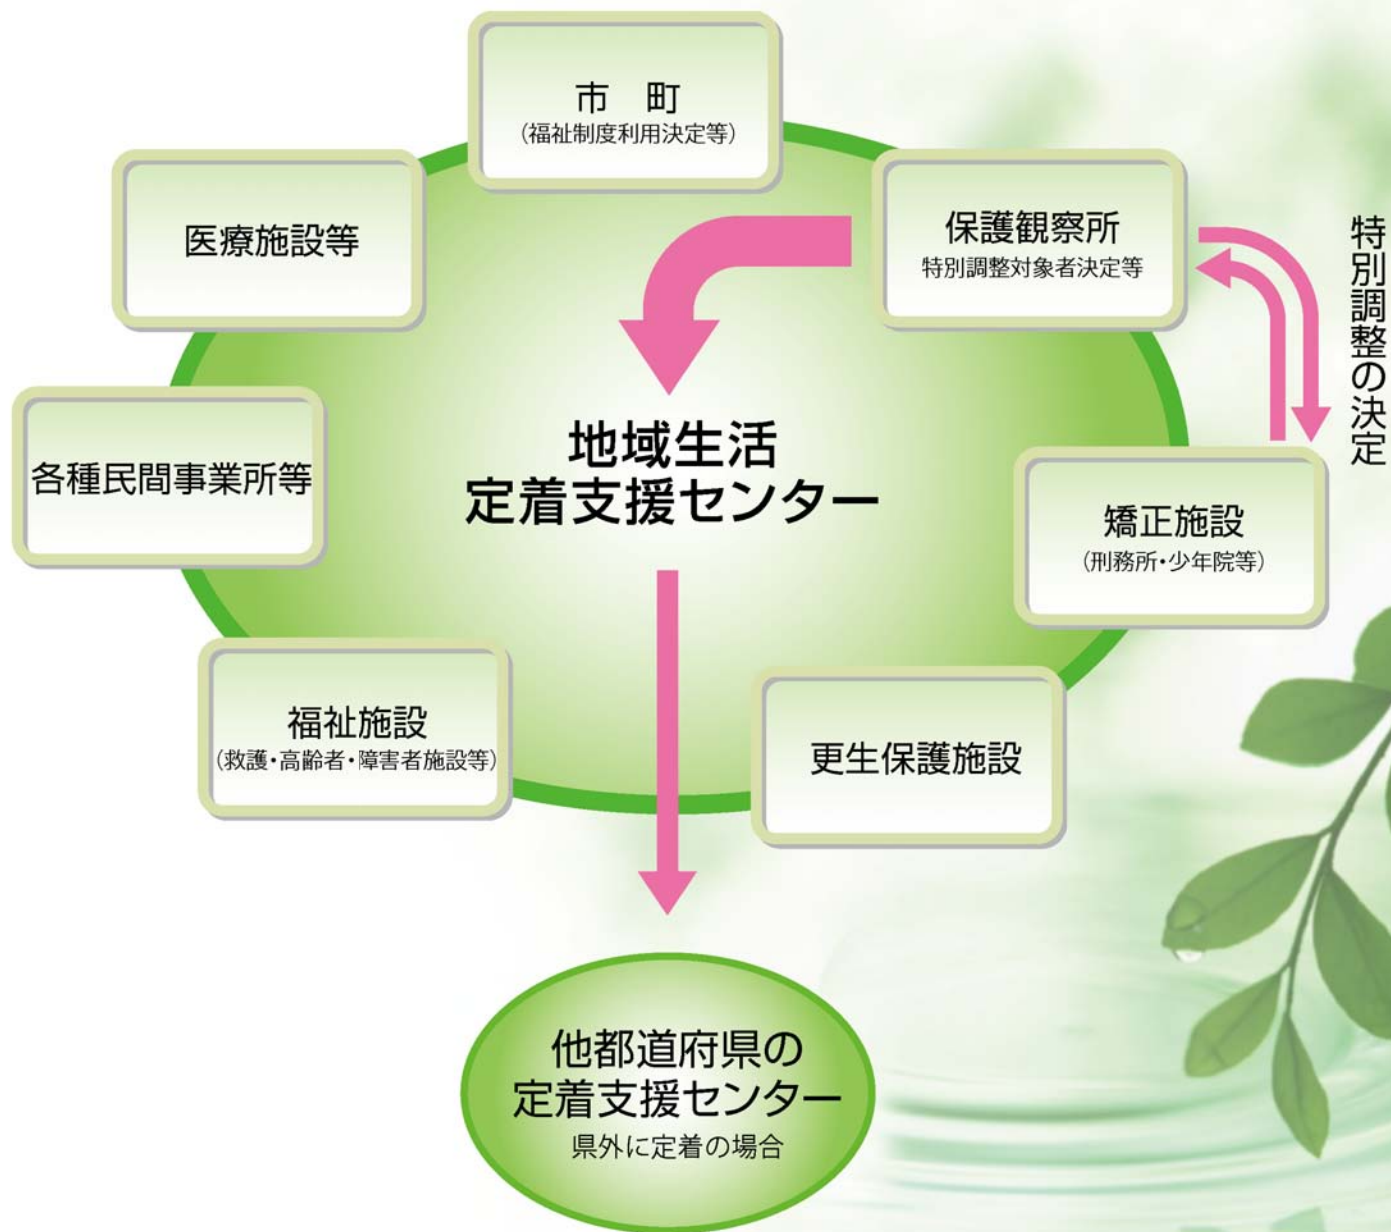 市　町
（福祉制度利用決定等）
医療施設等
保護観察所
特別調整対象者決定等
特別調整の決定
各種民間事業所等
地域生活
定着支援センター
矯正施設
（刑務所・少年院等）
福祉施設
（救護・高齢者・障害者施設等）
更生保護施設
他都道府県の
定着支援センター
県外に定着の場合